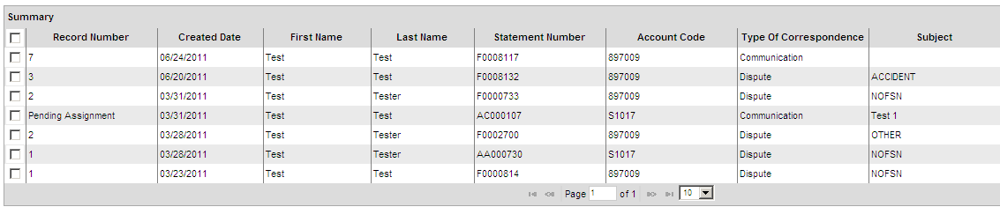 Summary
Record Number Created Date First Name Last Name Statement Number Account Code Type Of Correspondence Subject
7 06/24/2011 Test Test F0008117 897009 Communication
3 06/20/2011 Test Test F0008132 897009 Dispute ACCIDENT
2 03/31/2011 Test Tester F0000733 897009 Dispute NOFSN
Pending Assignment 03/31/2011 Test Test AC000107 S1017 Communication Test 1
2 03/28/2011 Test Tester F0002700 897009 Dispute OTHER
1 03/28/2011 Test Tester AA000730 S1017 Dispute NOFSN
1 03/23/2011 Test Test F0000814 897009 Dispute NOFSN
Page 1 of 1 10